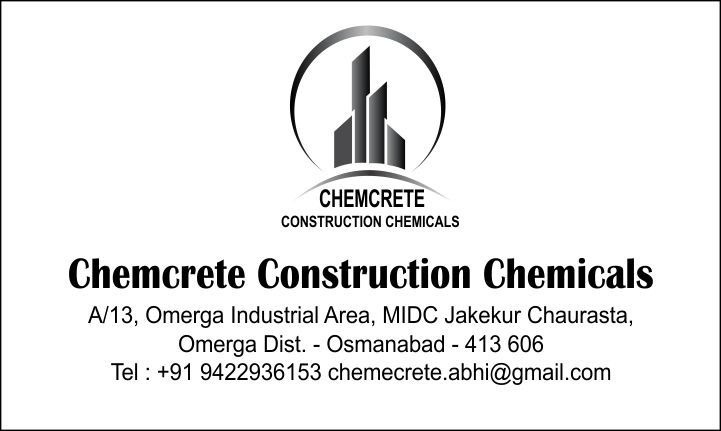 CHEMCRETE
CONSTRUCTION CHEMICALS
Chemcrete Construction Chemicals
A/13, Omerga Industrial Area, MIDC Jakekur Chaurasta,
Omerga Dist. - Osmanabad - 413 606
Tel : +91 9422936153 chemecrete.abhi@gmail.com